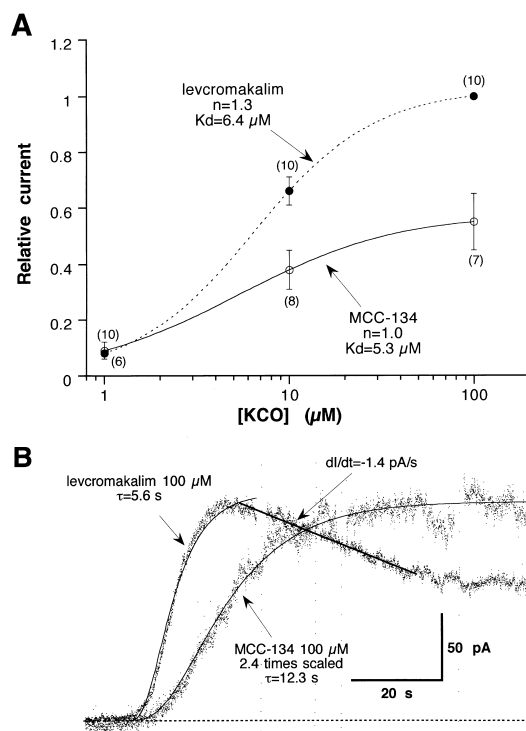 A
1.2
1
0.8
0.6
0.4
0.2
0
Relative current
levcromakalim
n=1.3
Kd=6.4 µM
(10)
(10)
(10)
(6)
(8)
(7)
MCC-134
n=1.0
Kd=5.3 µM
1
10
100
[KCO] (µM)
B
levcromakalim 100 µM
τ=5.6 s
dI/dt=-1.4 pA/s
MCC-134 100 µM
2.4 times scaled
τ=12.3 s
50 pA
20 s